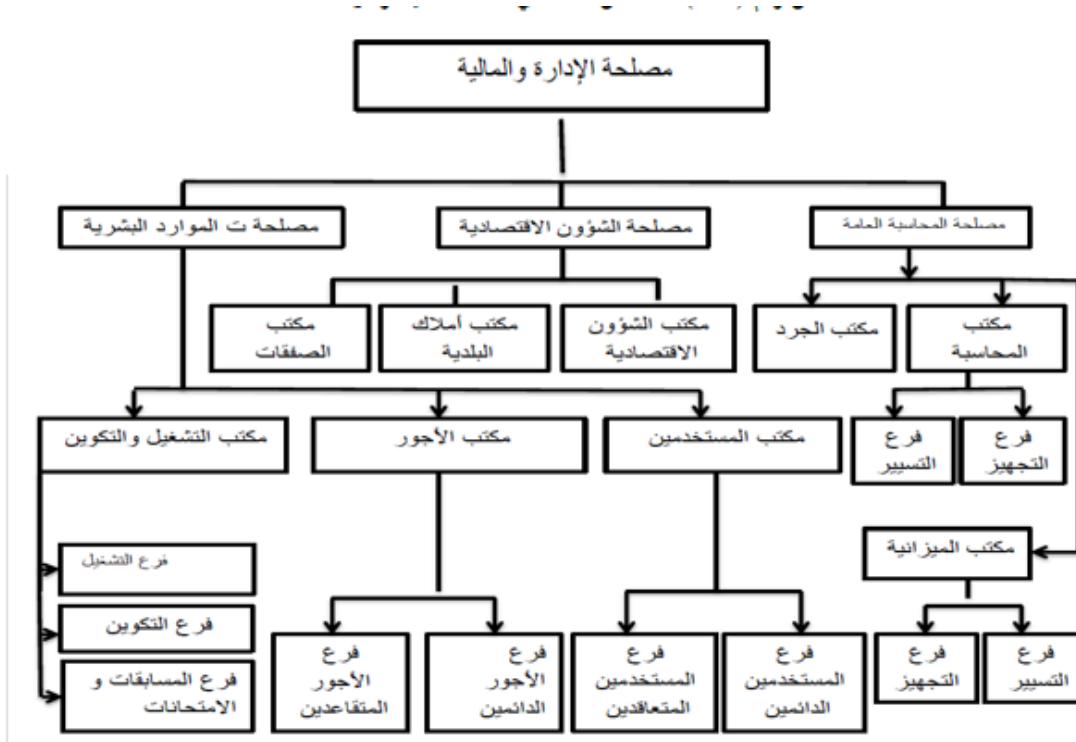 مصلحة الإدارة والمالية
مصلحة المحاسبة العامة
مصلحة الشؤون الاقتصادية
مصلحة ت الموارد البشرية
مكتب
المحاسبة
مكتب الجرد
مكتب الشؤون
الاقتصادية
مكتب أملاك
البلدية
مكتب
الصفقات
فرع
التجهيز
فرع
التسيير
مكتب المستخدمين
مكتب الأجور
مكتب التشغيل والتكوين
مكتب الميزانية
فرع التشغيل
فرع التكوين
فرع المسابقات و
الامتحانات
فرع
التسيير
فرع
التجهيز
فرع
المستخدمين
الدائمين
فرع
المستخدمين
المتعاقدين
فرع
الأجور
الدائمين
فرع
الأجور
المتقاعدين